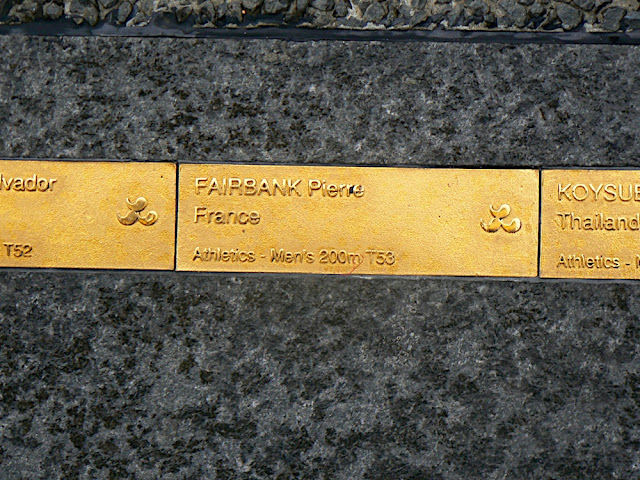 lvador
T52
FAIRBANK Pierre
France
Athletics - Men's 200m T53
KOYSUB
Thailand
Athletics - M